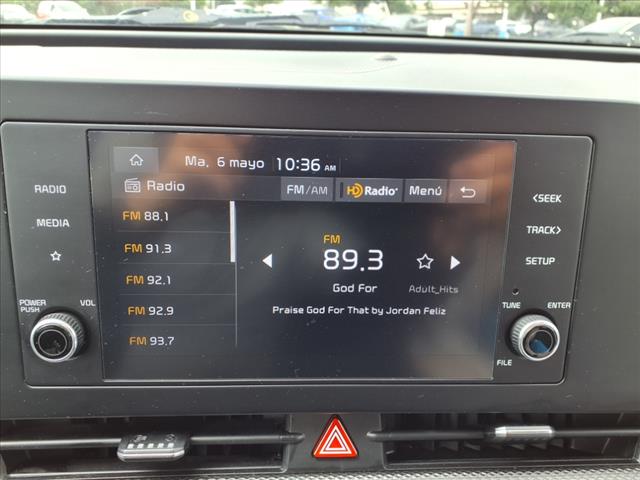 Ma, 6 mayo 10:36 AM
Radio FM/AM HD Radio Menú
FM 88.1
FM 91.3
FM 92.1
FM 92.9
FM 93.7
FM
89.3
God For Adult_Hits
Praise God For That by Jordan Feliz
RADIO
MEDIA
POWER PUSH VOL
<SEEK
TRACK>
SETUP
TUNE ENTER
FILE